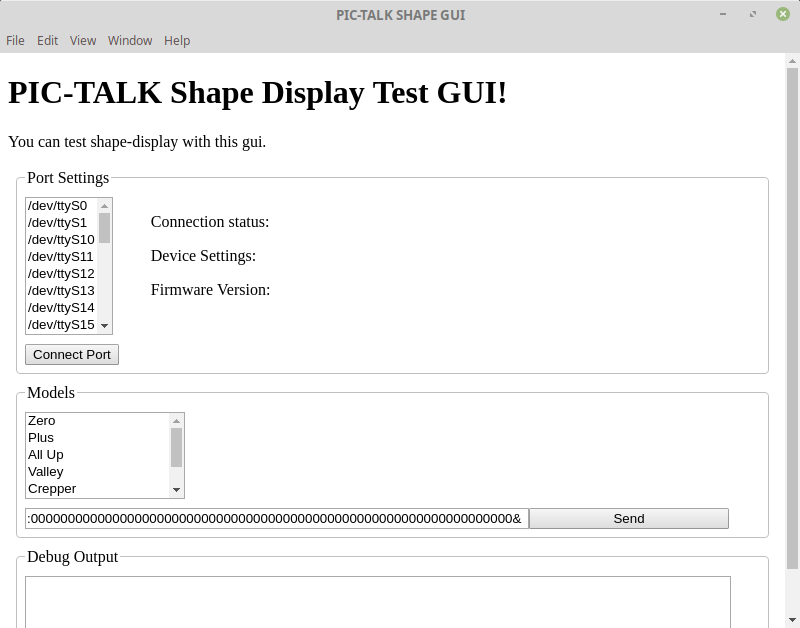 PIC-TALK SHAPE GUI
File Edit View Window Help
PIC-TALK Shape Display Test GUI!
You can test shape-display with this gui.
Port Settings
/dev/ttyS0
/dev/ttyS1
/dev/ttyS10
/dev/ttyS11
/dev/ttyS12
/dev/ttyS13
/dev/ttyS14
/dev/ttyS15
Connection status:
Device Settings:
Firmware Version:
Connect Port
Models
Zero
Plus
All Up
Valley
Crepper
:0000000000000000000000000000000000000000000000000000000000000000& Send
Debug Output